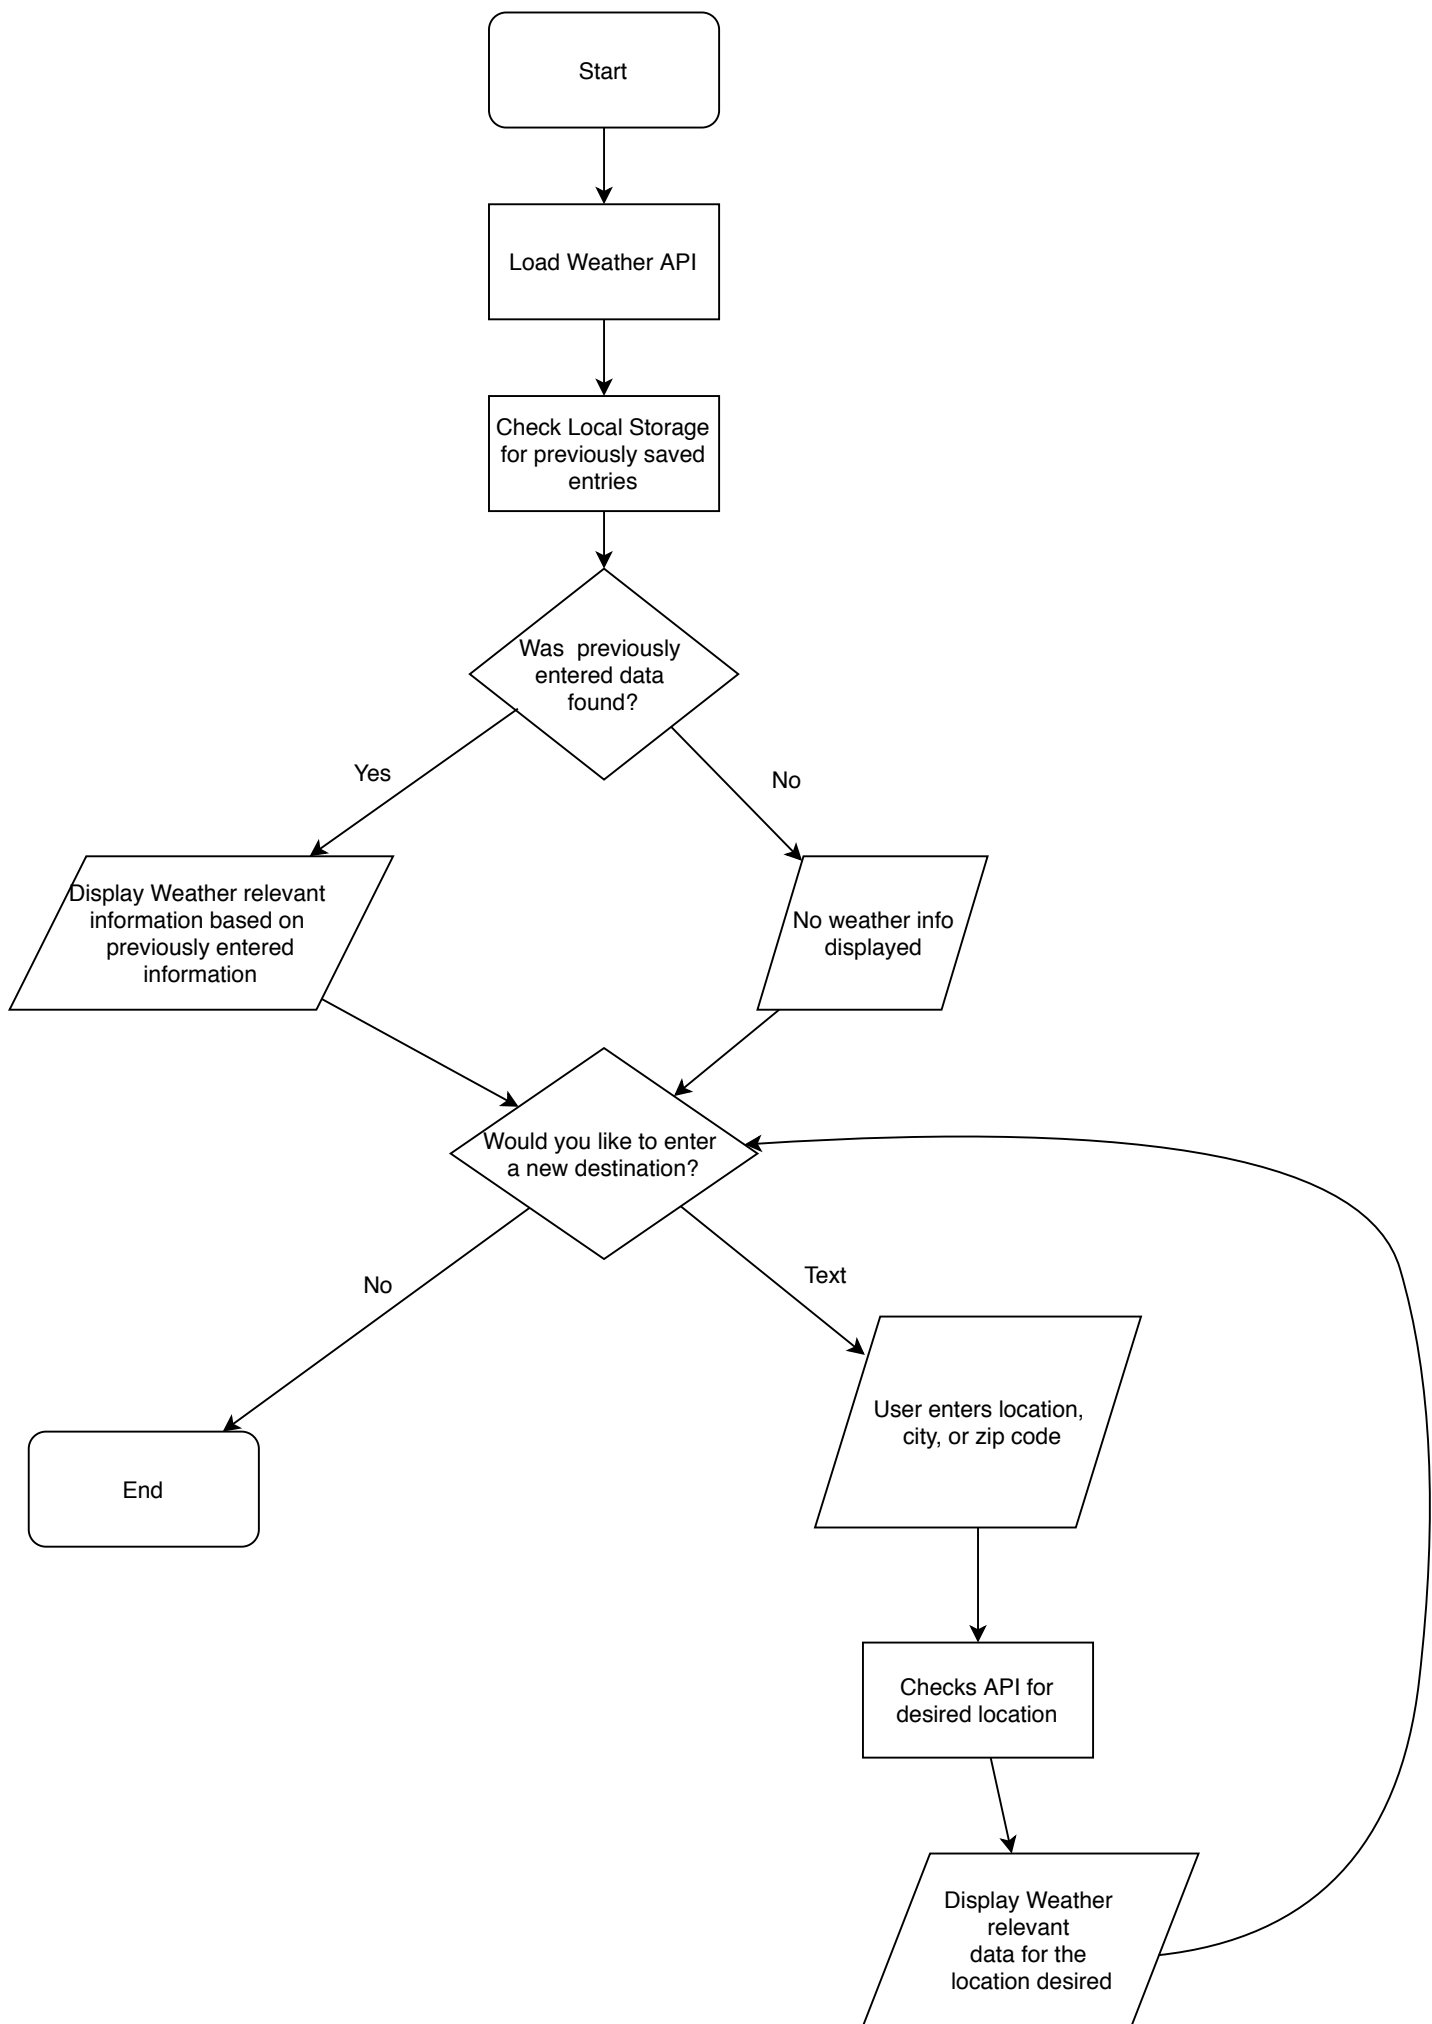 Start
Load Weather API
Check Local Storage
for previously saved
entries
Was  previously
entered data
found?
Yes
No
Display Weather relevant
information based on
previously entered
information
No weather info
displayed
Would you like to enter
a new destination?
No
Text
User enters location,
city, or zip code
End
Checks API for
desired location
Display Weather
relevant
data for the
location desired